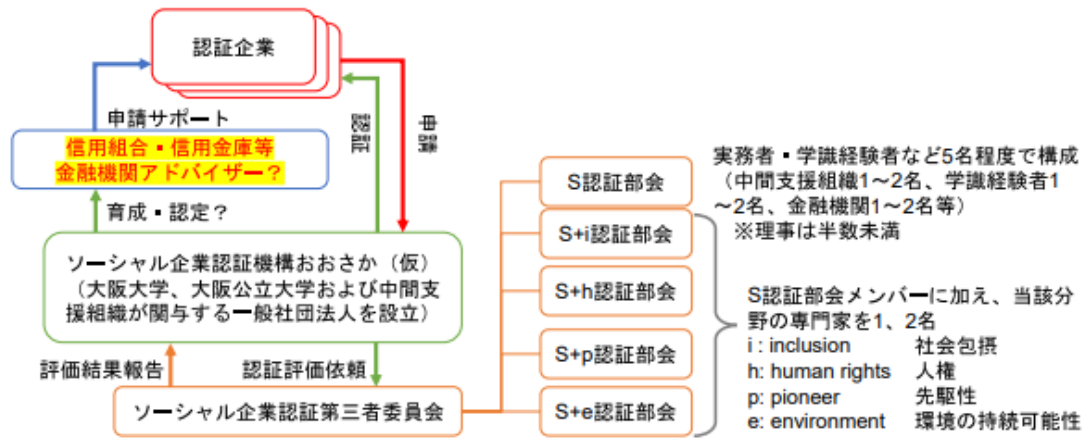 認証企業
申請サポート
認証
申請
信用組合・信用金庫等
金融機関アドバイザー？
育成・認定？
ソーシャル企業認証機構おおさか（仮）
（大阪大学、大阪公立大学および中間支
援組織が関与する一般社団法人を設立）
評価結果報告
認証評価依頼
ソーシャル企業認証第三者委員会
S認証部会
S+i認証部会
S+h認証部会
S+p認証部会
S+e認証部会
実務者・学識経験者など5名程度で構成
（中間支援組織1～2名、学識経験者1
～2名、金融機関1～2名等）
※理事は半数未満
S認証部会メンバーに加え、当該分
野の専門家を1、2名
i : inclusion 社会包摂
h: human rights 人権
p: pioneer 先駆性
e: environment 環境の持続可能性